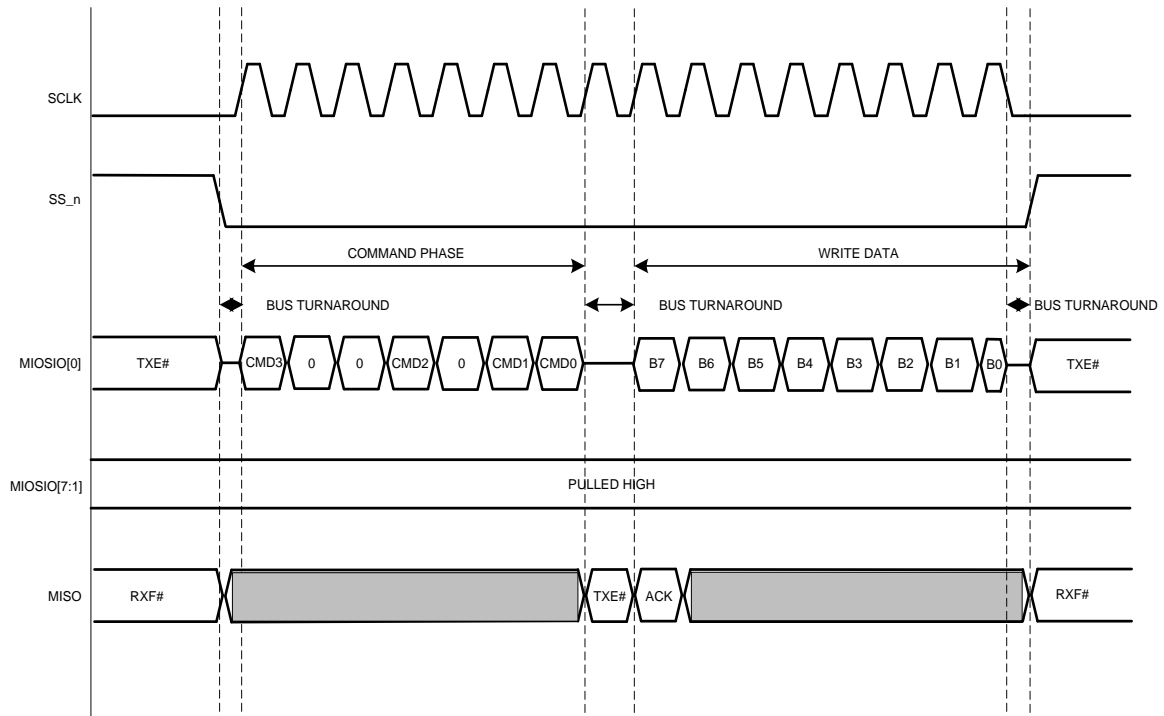 SCLK
SS_n
COMMAND PHASE WRITE DATA
BUS TURNAROUND BUS TURNAROUND BUS TURNAROUND
MIOSIO[0] TXE# CMD3 0 0 CMD2 0 CMD1 CMD0 B7 B6 B5 B4 B3 B2 B1 B0 TXE#
MIOSIO[7:1] PULLED HIGH
MISO RXF# TXE# ACK RXF#